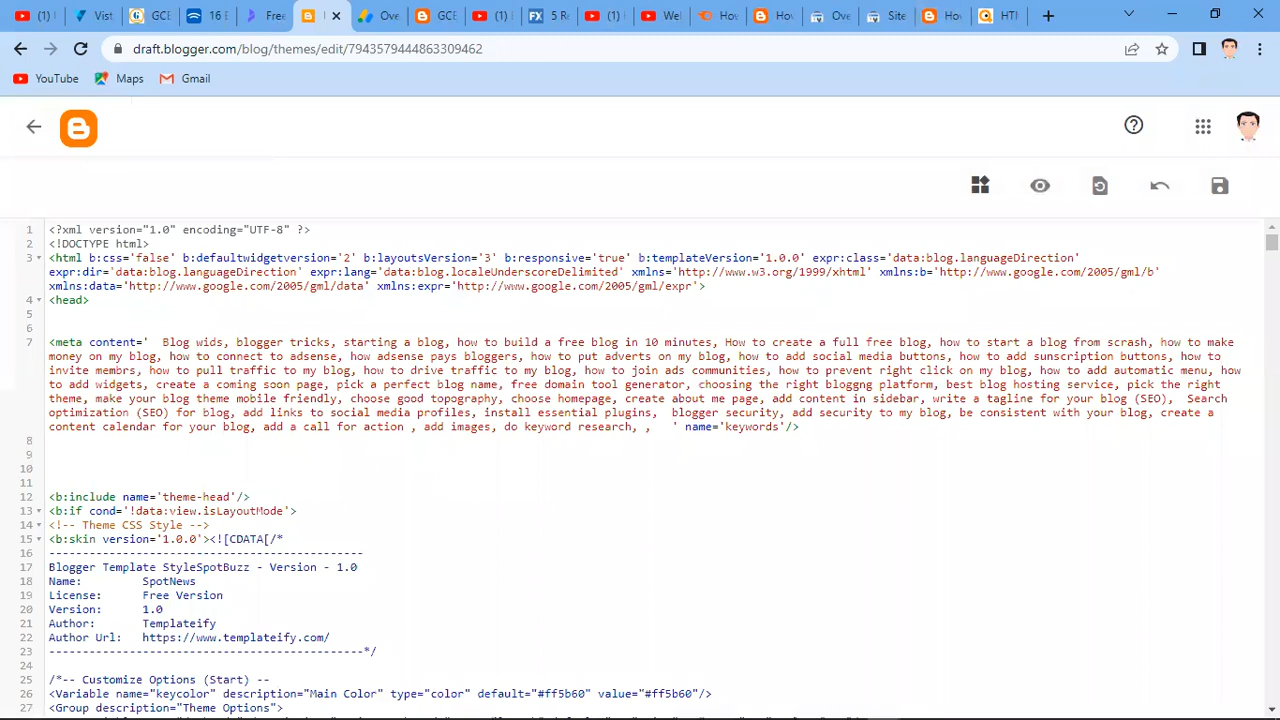 (1) Vist GCE 16 E Free I Ove GCE (1) E 5 R (1) I Wel How How Ove Site How HTI
draft.blogger.com/blog/themes/edit/7943579444863309462
YouTube Maps Gmail
1 <?xml version="1.0" encoding="UTF-8" ?>
2 <!DOCTYPE html>
3 <html b:css='false' b:defaultwidgetversion='2' b:layoutsVersion='3' b:responsive='true' b:templateVersion='1.0.0' expr:class='data:blog.languageDirection'
expr:dir='data:blog.languageDirection' expr:lang='data:blog.localeUnderscoreDelimited' xmlns='http://www.w3.org/1999/xhtml' xmlns:b='http://www.google.com/2005/gml/b'
xmlns:data='http://www.google.com/2005/gml/data' xmlns:expr='http://www.google.com/2005/gml/expr'>
4 <head>
5
6
7 <meta content='  Blog wids, blogger tricks, starting a blog, how to build a free blog in 10 minutes, How to create a full free blog, how to start a blog from scrash, how to make
money on my blog, how to connect to adsense, how adsense pays bloggers, how to put adverts on my blog, how to add social media buttons, how to add sunscription buttons, how to
invite membrs, how to pull traffic to my blog, how to drive traffic to my blog, how to join ads communities, how to prevent right click on my blog, how to add automatic menu, how
to add widgets, create a coming soon page, pick a perfect blog name, free domain tool generator, choosing the right bloggng platform, best blog hosting service, pick the right
theme, make your blog theme mobile friendly, choose good topography, choose homepage, create about me page, add content in sidebar, write a tagline for your blog (SEO),  Search
optimization (SEO) for blog, add links to social media profiles, install essential plugins,  blogger security, add security to my blog, be consistent with your blog, create a
content calendar for your blog, add a call for action , add images, do keyword research, ,   ' name='keywords'/>
8
9
10
11
12 <b:include name='theme-head'/>
13 <b:if cond='!data:view.isLayoutMode'>
14 <!-- Theme CSS Style -->
15 <b:skin version='1.0.0'><![CDATA[/*
16 -----------------------------------------------
17 Blogger Template StyleSpotBuzz - Version - 1.0
18 Name: SpotNews
19 License: Free Version
20 Version: 1.0
21 Author: Templateify
22 Author Url: https://www.templateify.com/
23 -----------------------------------------------*/
24
25 /*-- Customize Options (Start) --
26 <Variable name="keycolor" description="Main Color" type="color" default="#ff5b60" value="#ff5b60"/>
27 <Group description="Theme Options">